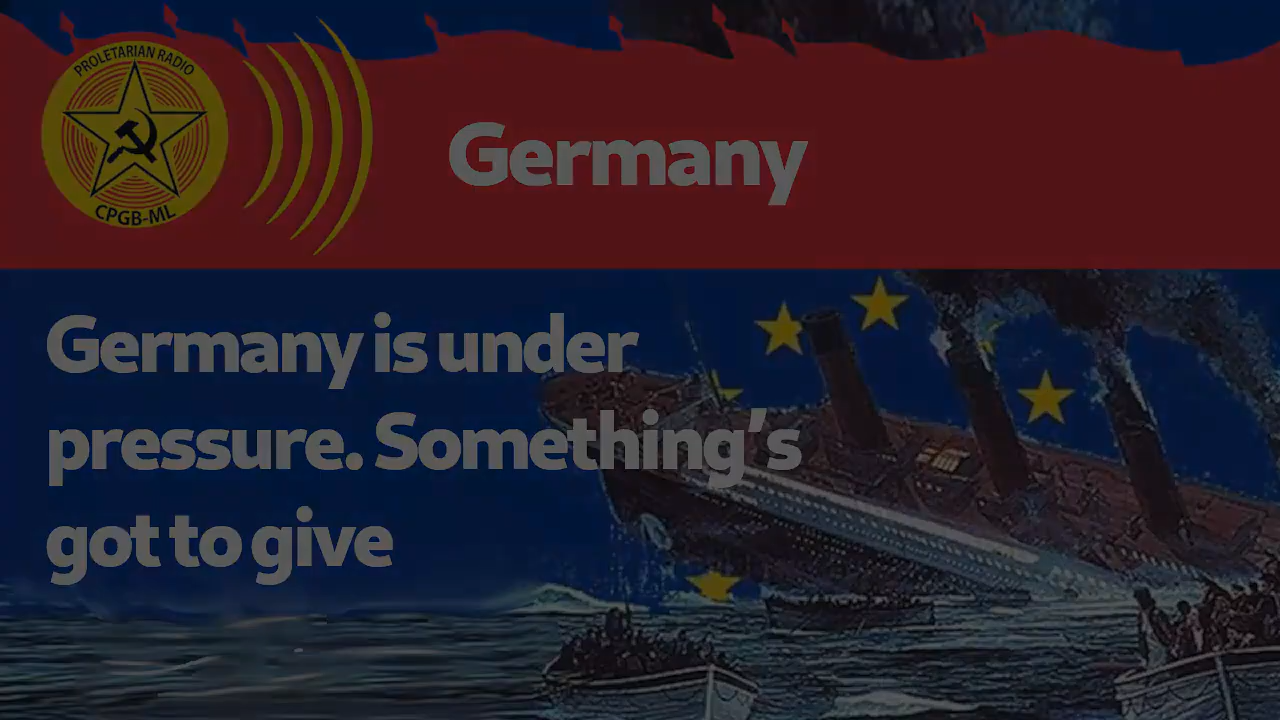 PROLETARIAN RADIO
CPGB-ML
Germany
Germany is under
pressure. Something's
got to give